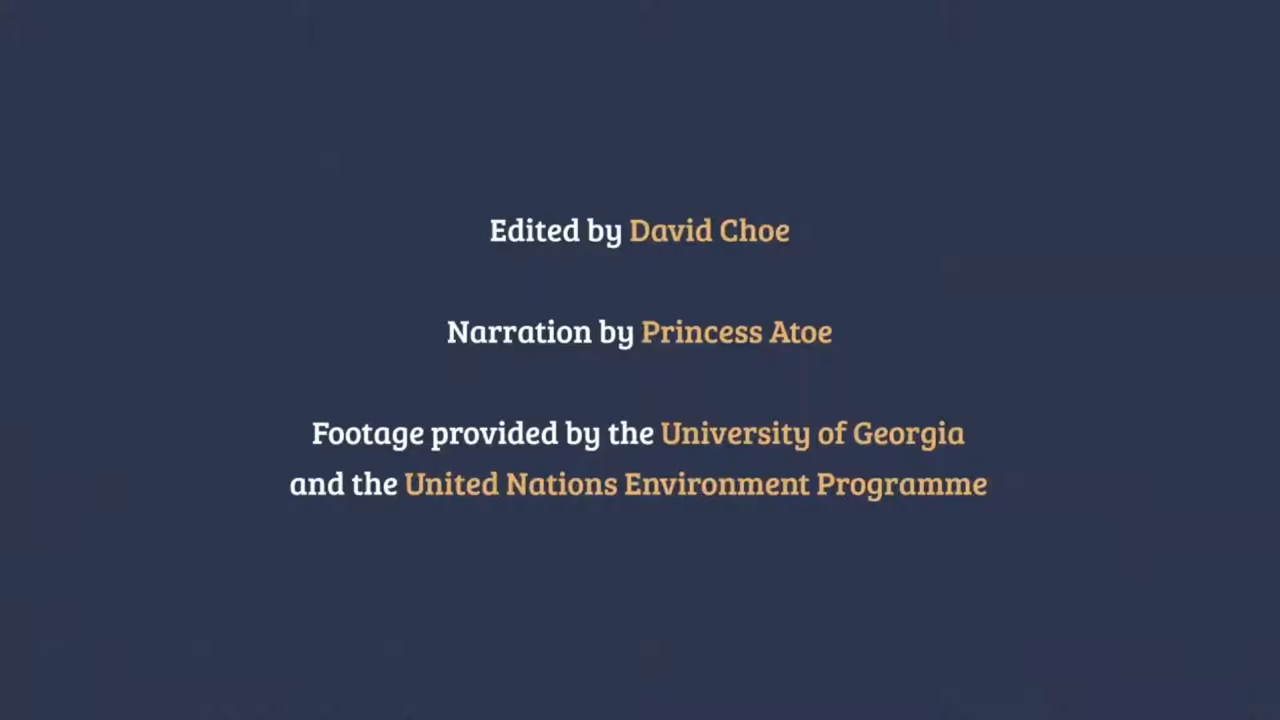 Edited by David Choe
Narration by Princess Atoe
Footage provided by the University of Georgia
and the United Nations Environment Programme